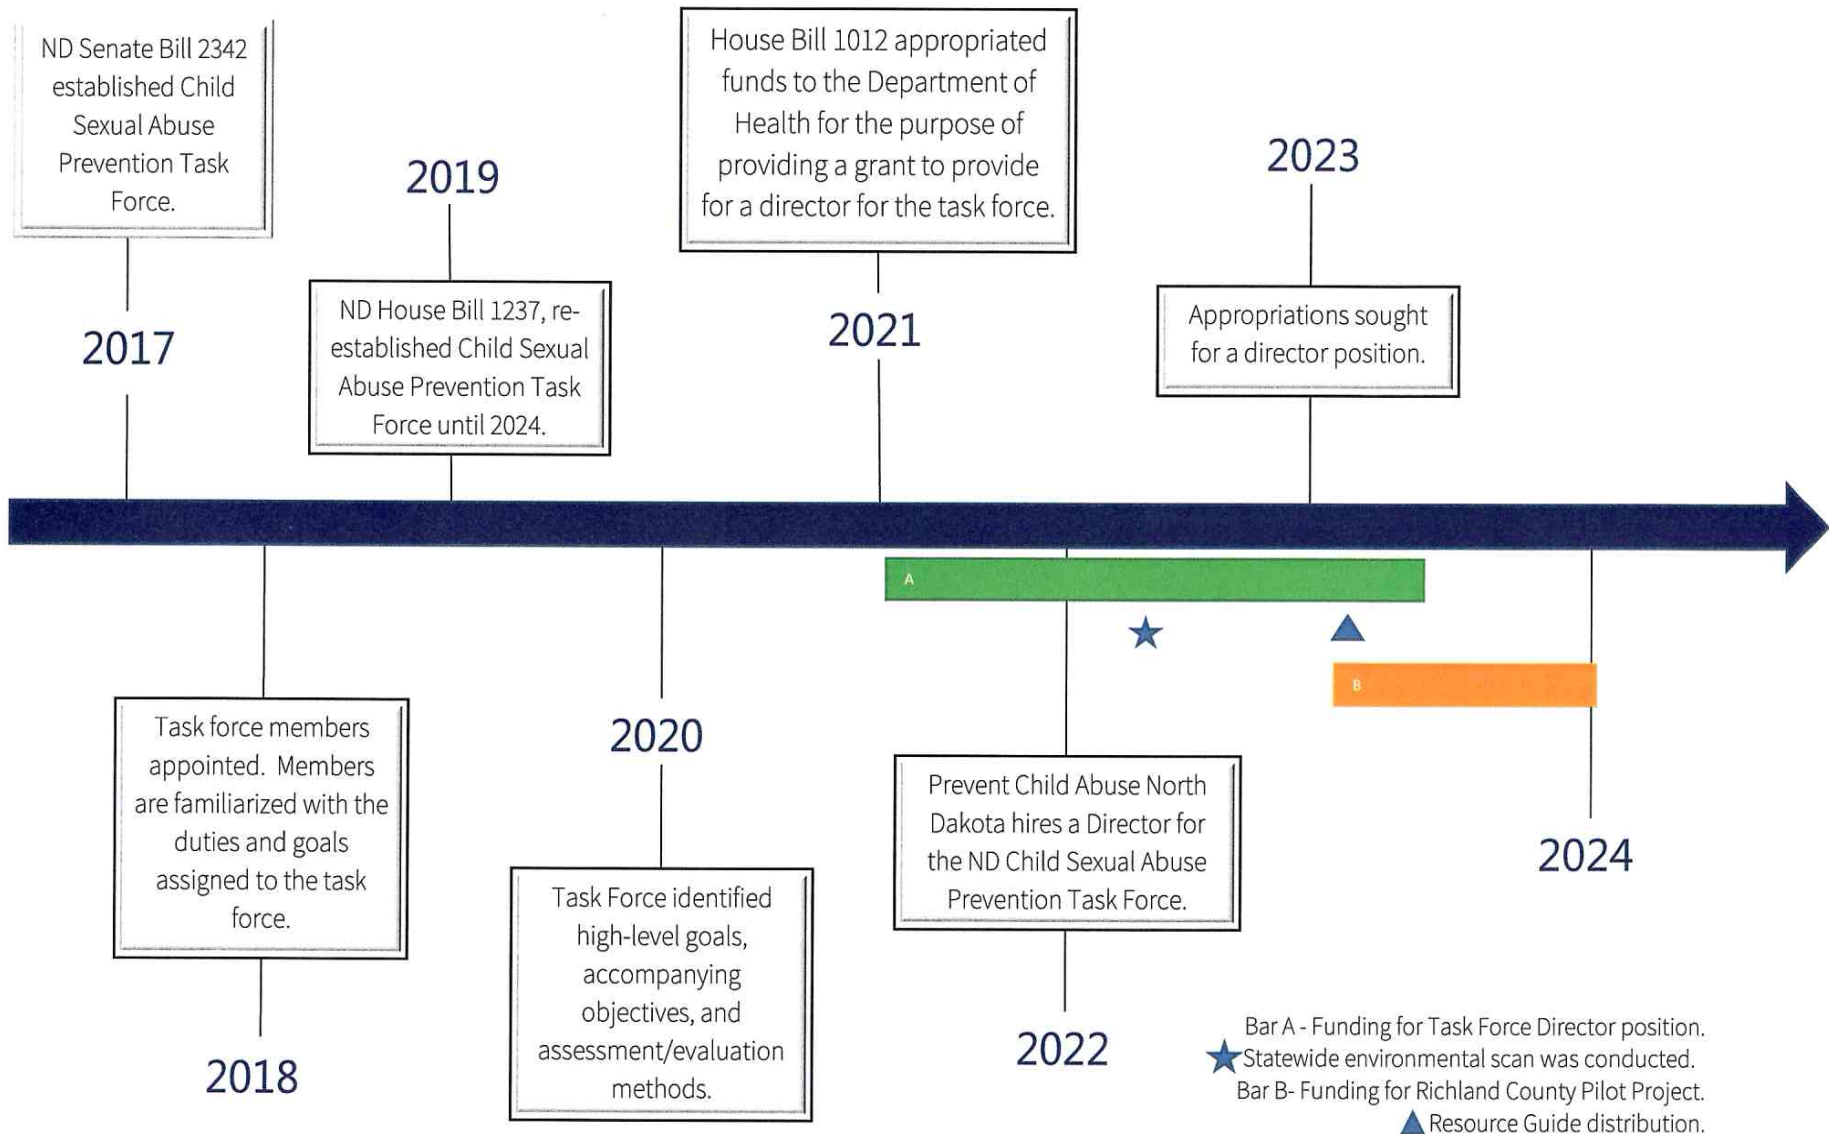 ND Senate Bill 2342
established Child
Sexual Abuse
Prevention Task
Force.
2017
2019
ND House Bill 1237, re-
established Child Sexual
Abuse Prevention Task
Force until 2024.
House Bill 1012 appropriated
funds to the Department of
Health for the purpose of
providing a grant to provide
for a director for the task force.
2021
2023
Appropriations sought
for a director position.
A
B
Task force members
appointed. Members
are familiarized with the
duties and goals
assigned to the task
force.
2018
2020
Task Force identified
high-level goals,
accompanying
objectives, and
assessment/evaluation
methods.
Prevent Child Abuse North
Dakota hires a Director for
the ND Child Sexual Abuse
Prevention Task Force.
2022
2024
Bar A - Funding for Task Force Director position.
Statewide environmental scan was conducted.
Bar B- Funding for Richland County Pilot Project.
Resource Guide distribution.